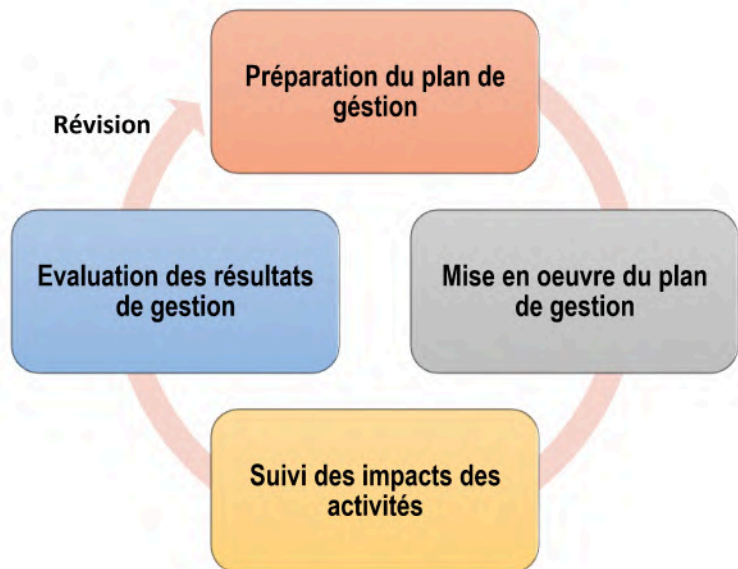 Préparation du plan de
géstion
Révision
Evaluation des résultats
de gestion
Mise en oeuvre du plan
de gestion
Suivi des impacts des
activités